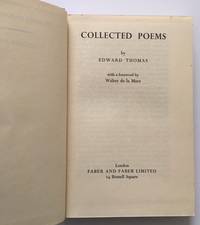 COLLECTED POEMS
by
EDWARD THOMAS
with a foreword by
Walter de la Mare
London
FABER AND FABER LIMITED
24 Russell Square